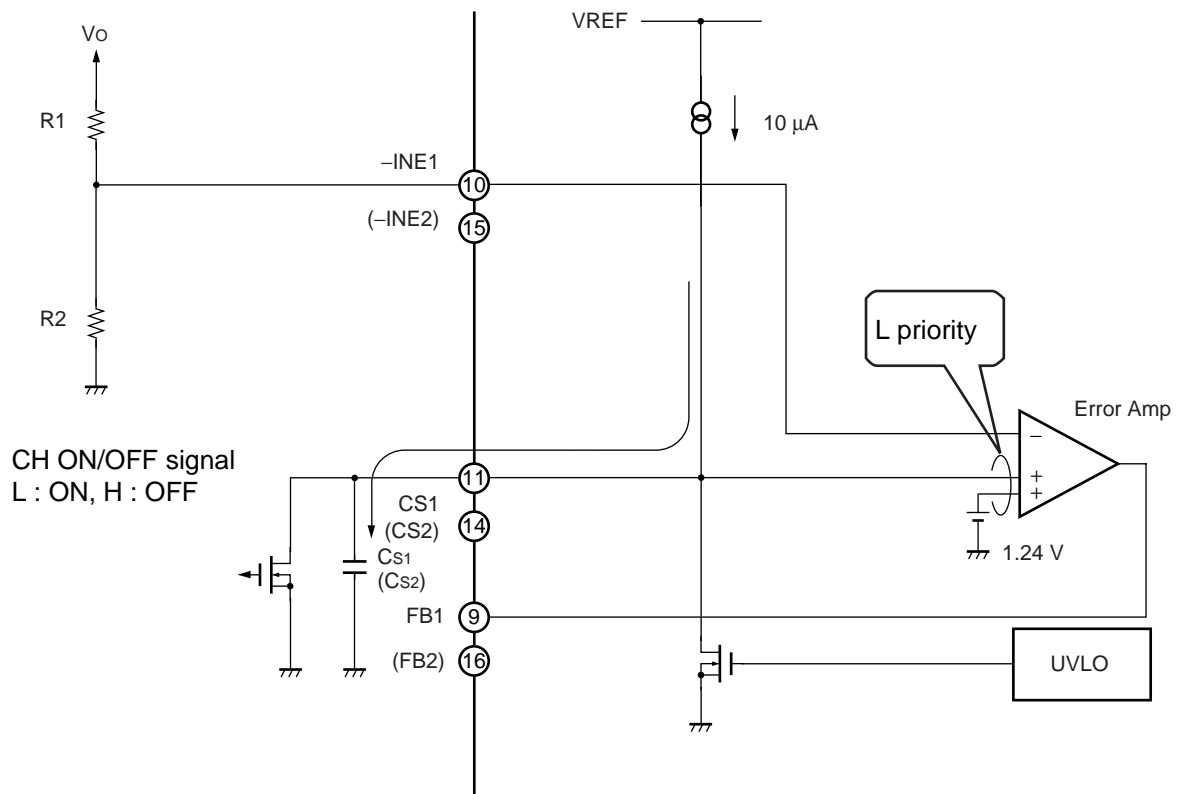 VO
VREF
R1
10 μA
−INE1
10
(−INE2)
15
R2
L priority
Error Amp
−
+
+
1.24 V
CH ON/OFF signal
L : ON, H : OFF
11
CS1
(CS2)
14
CS1
(CS2)
FB1
9
(FB2)
16
UVLO